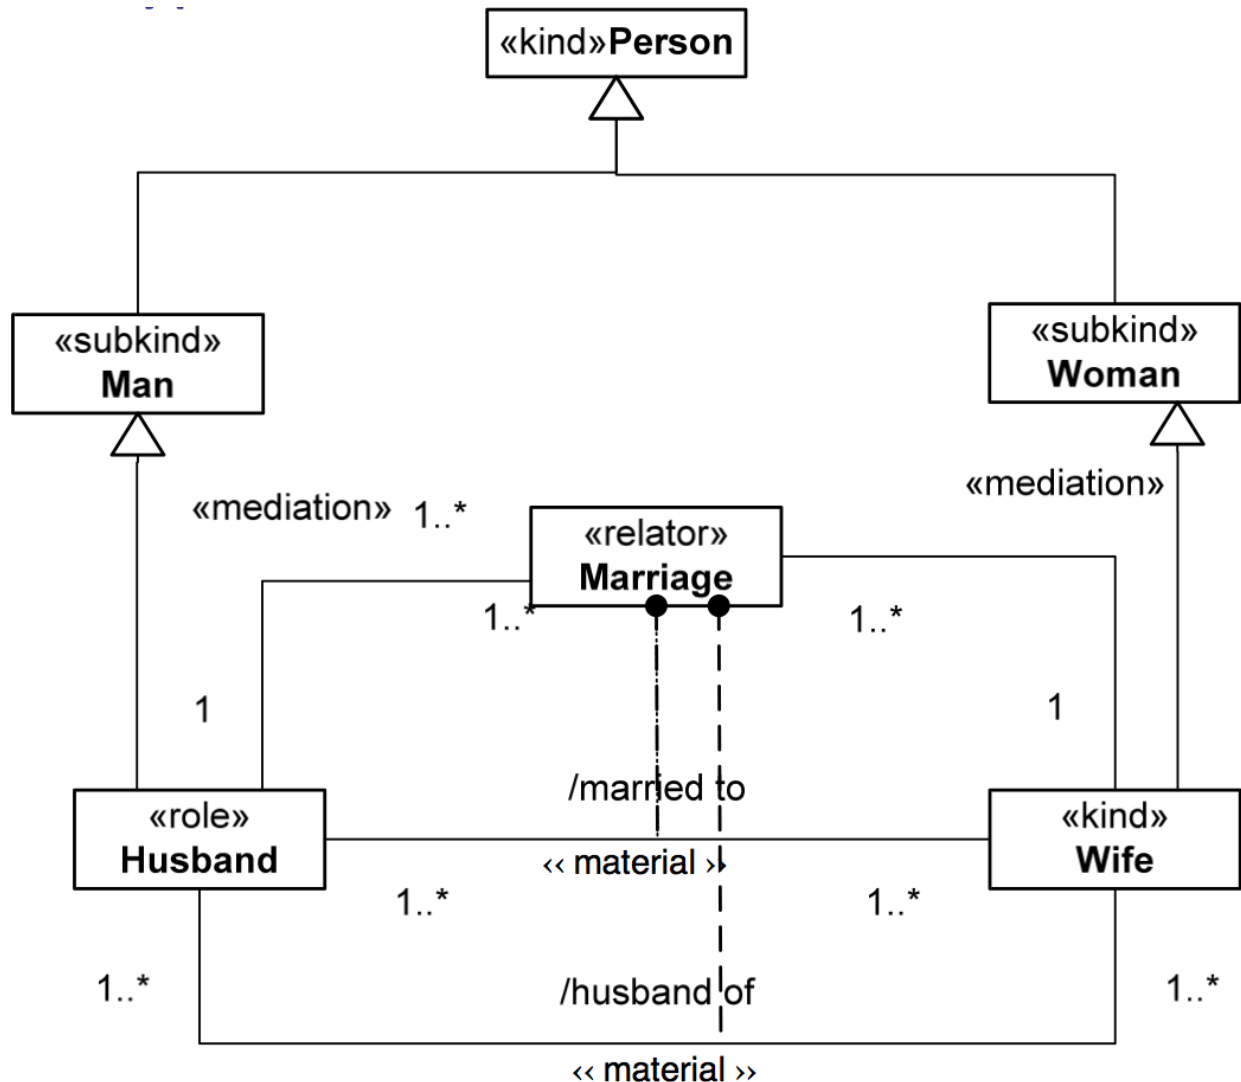 «kind»Person
«subkind»
Man
«subkind»
Woman
«mediation»
1..*
«relator»
Marriage
«mediation»
1..*
1..*
1
1
/married to
«role»
Husband
«kind»
Wife
‹‹ material ››
1..*
1..*
1..*
/husband of
1..*
‹‹ material ››